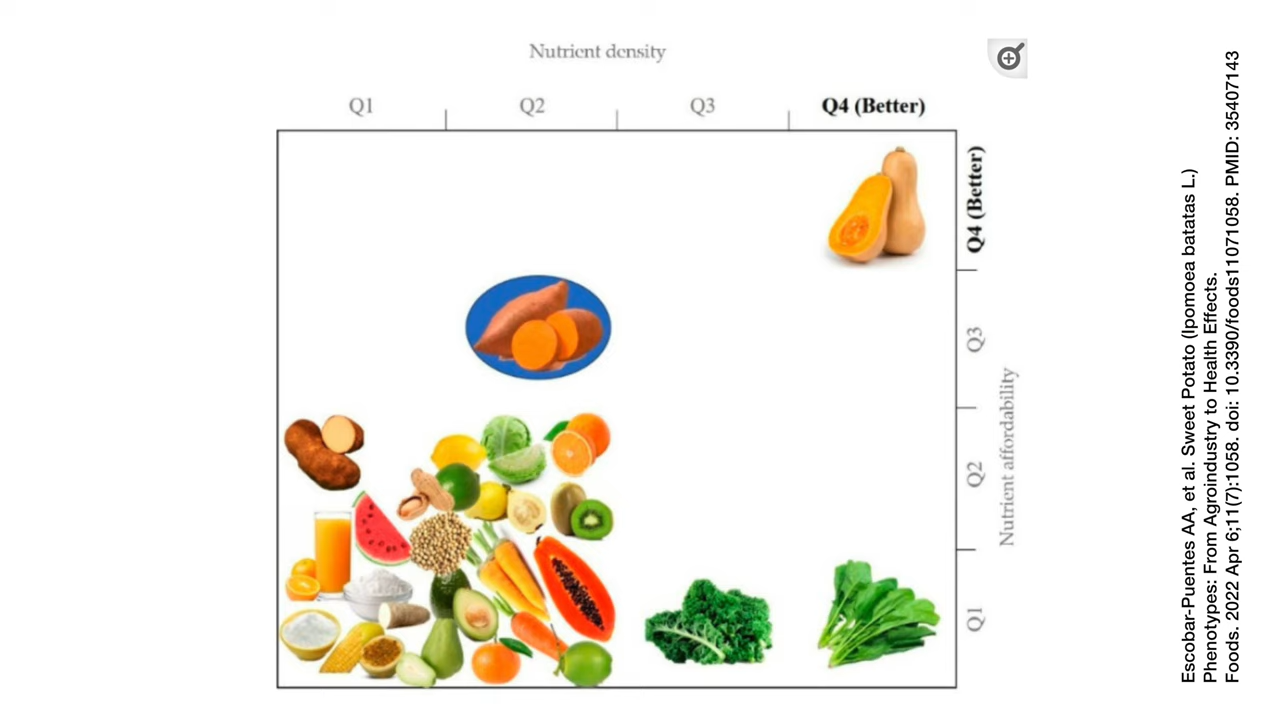 Nutrient density
Q1
Q2
Q3
Q4 (Better)
Q4 (Better)
Q3
Q2
Q1
Nutrient affordability
Escobar-Puentes AA, et al. Sweet Potato (Ipomoea batatas L.)
Phenotypes: From Agroindustry to Health Effects.
Foods. 2022 Apr 6;11(7):1058. doi: 10.3390/foods11071058. PMID: 35407143